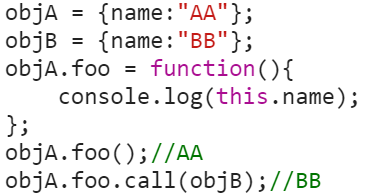 objA = {name:"AA"};
objB = {name:"BB"};
objA.foo = function(){
    console.log(this.name);
};
objA.foo();//AA
objA.foo.call(objB);//BB